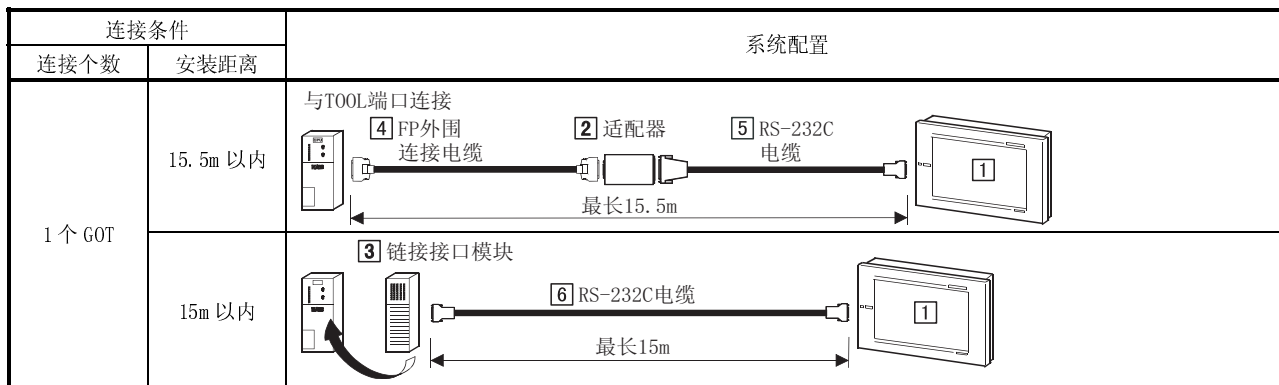 连接条件
系统配置
连接个数
安装距离
1个 GOT
15.5m 以内
与TOOL端口连接
4 FP外围
连接电缆
2 适配器
5 RS-232C
电缆
1
最长15.5m
15m 以内
3 链接接口模块
6 RS-232C电缆
1
最长15m